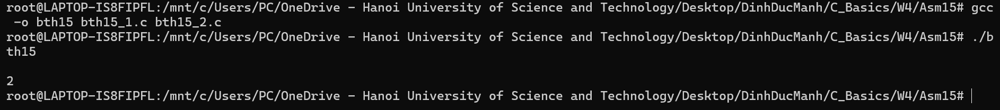 root@LAPTOP-IS8FIPFL:/mnt/c/Users/PC/OneDrive - Hanoi University of Science and Technology/Desktop/DinhDucManh/C_Basics/W4/Asm15# gcc
 -o bth15 bth15_1.c bth15_2.c
root@LAPTOP-IS8FIPFL:/mnt/c/Users/PC/OneDrive - Hanoi University of Science and Technology/Desktop/DinhDucManh/C_Basics/W4/Asm15# ./b
th15

2
root@LAPTOP-IS8FIPFL:/mnt/c/Users/PC/OneDrive - Hanoi University of Science and Technology/Desktop/DinhDucManh/C_Basics/W4/Asm15#